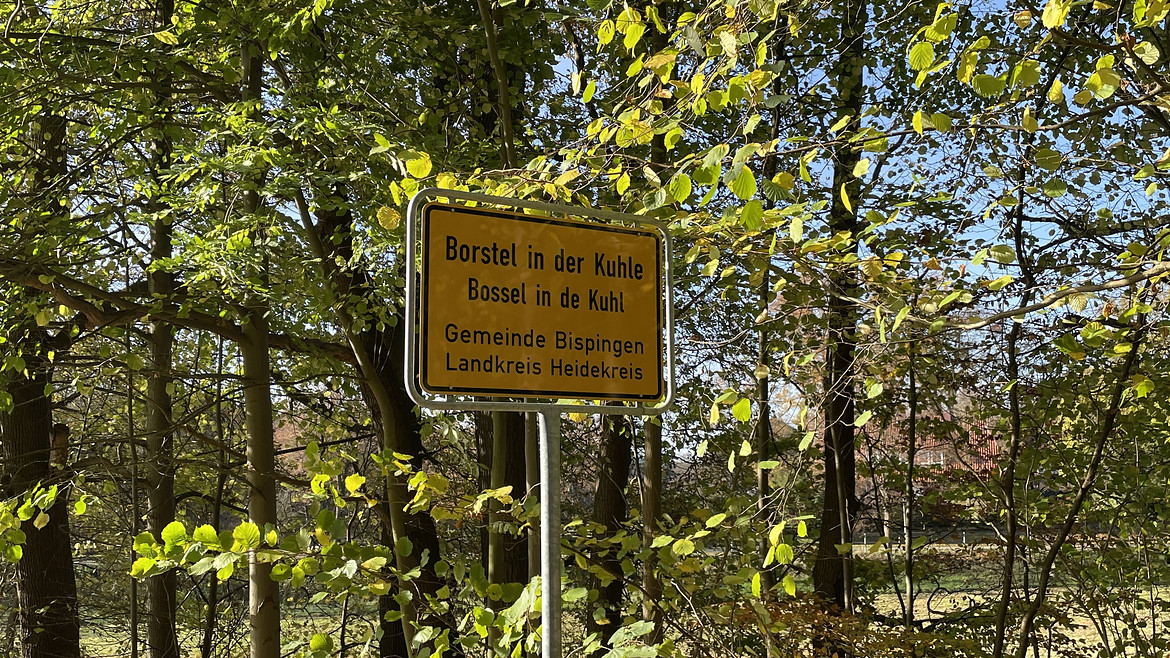 Borstel in der Kuhle
Bossel in de Kuhl
Gemeinde Bispingen
Landkreis Heidekreis